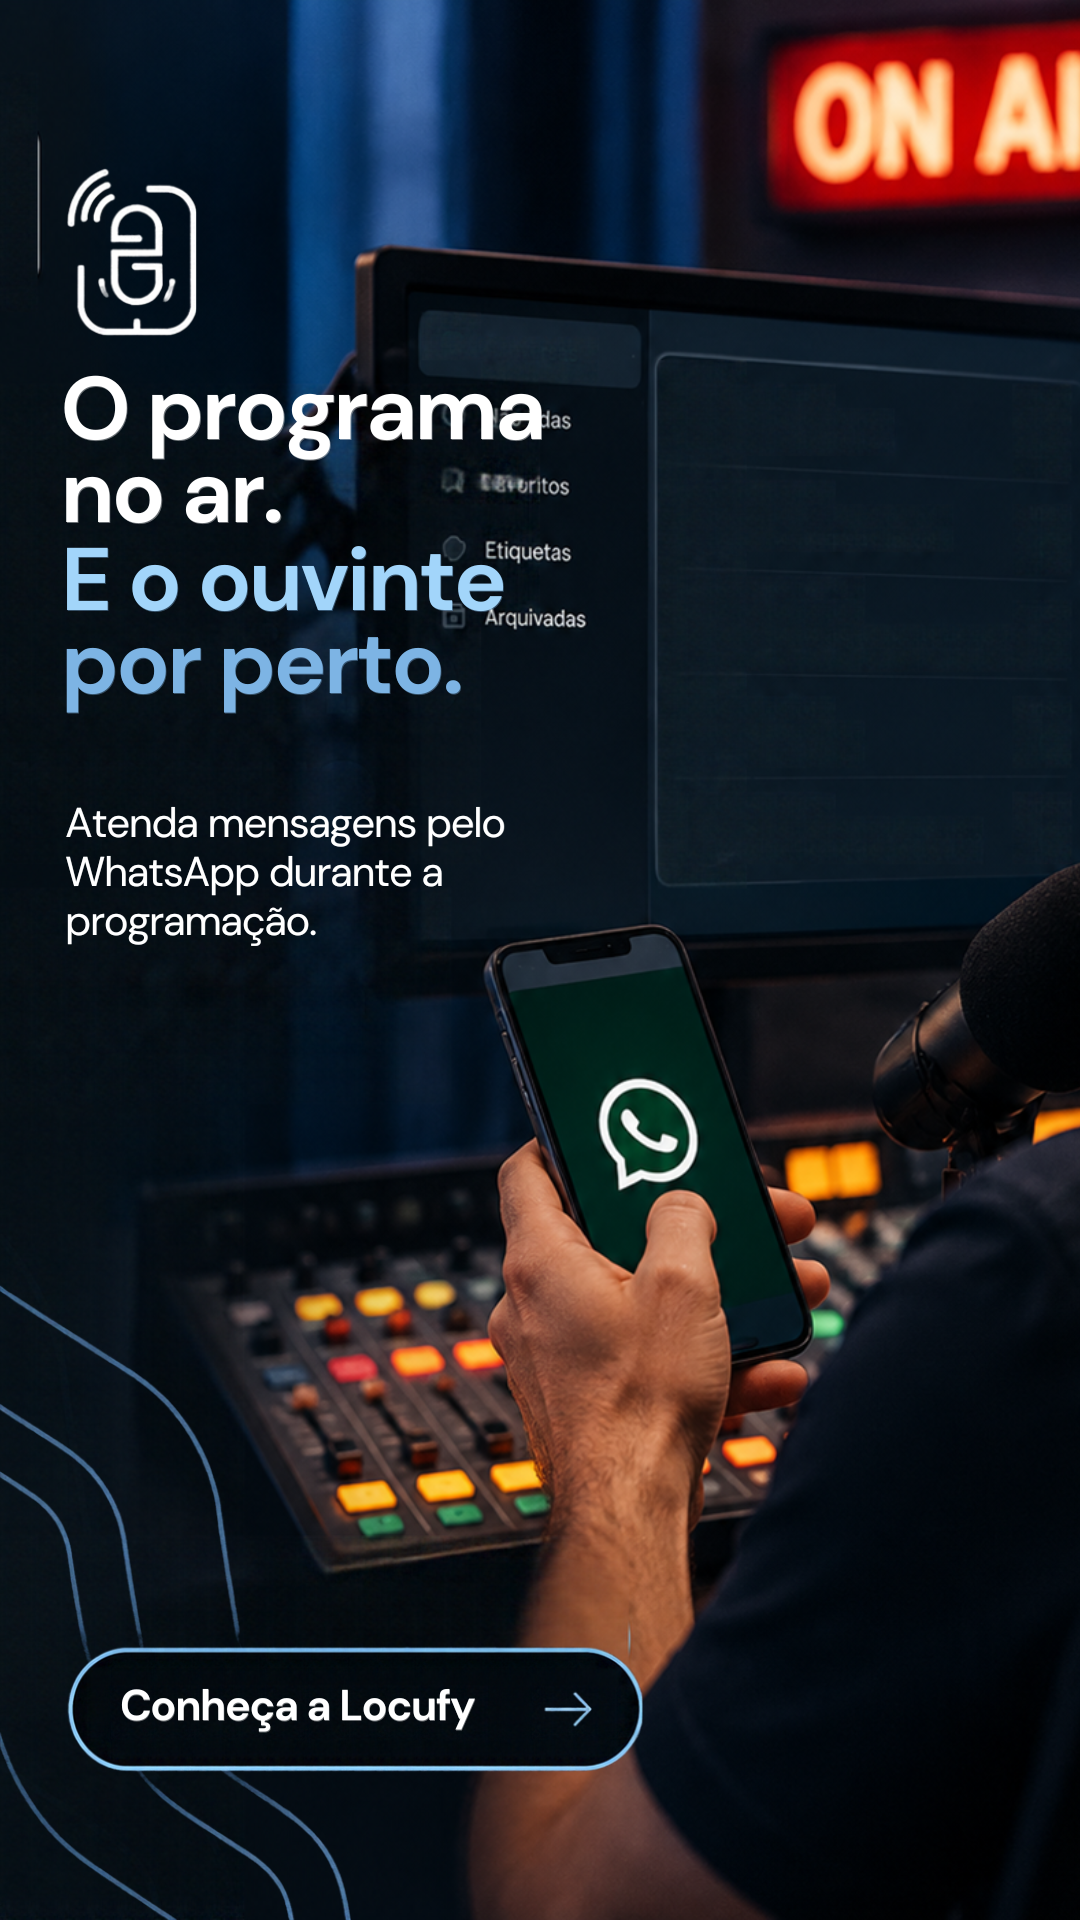 ON AI
O programa
no ar.
E o ouvinte
por perto.
Etiquetas
Arquivadas
Atenda mensagens pelo
WhatsApp durante a
programação.
Conheça a Locufy